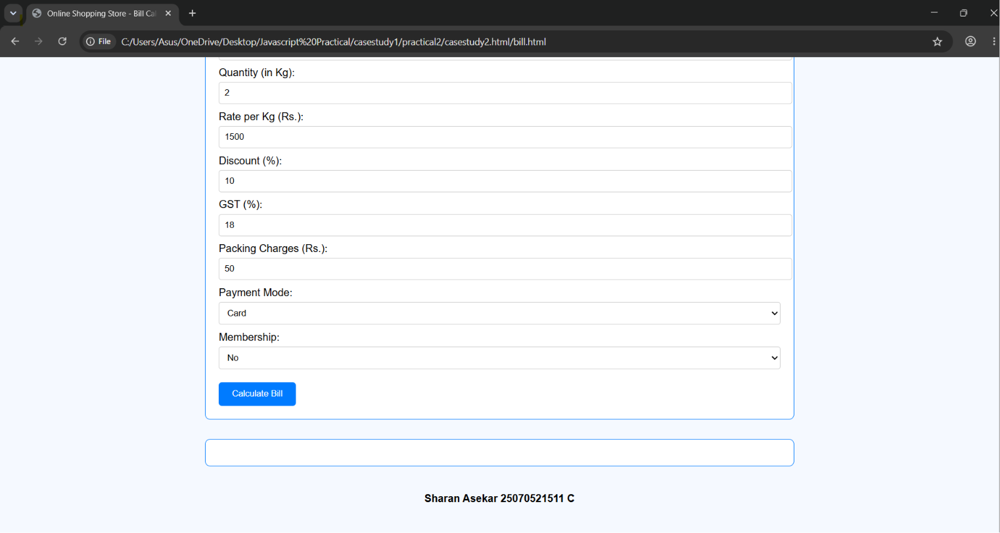 Online Shopping Store - Bill Cal
File
C:/Users/Asus/OneDrive/Desktop/Javascript%20Practical/casestudy1/practical2/casestudy2.html/bill.html
Quantity (in Kg):
2
Rate per Kg (Rs.):
1500
Discount (%):
10
GST (%):
18
Packing Charges (Rs.):
50
Payment Mode:
Card
Membership:
No
Calculate Bill
Sharan Asekar 25070521511 C